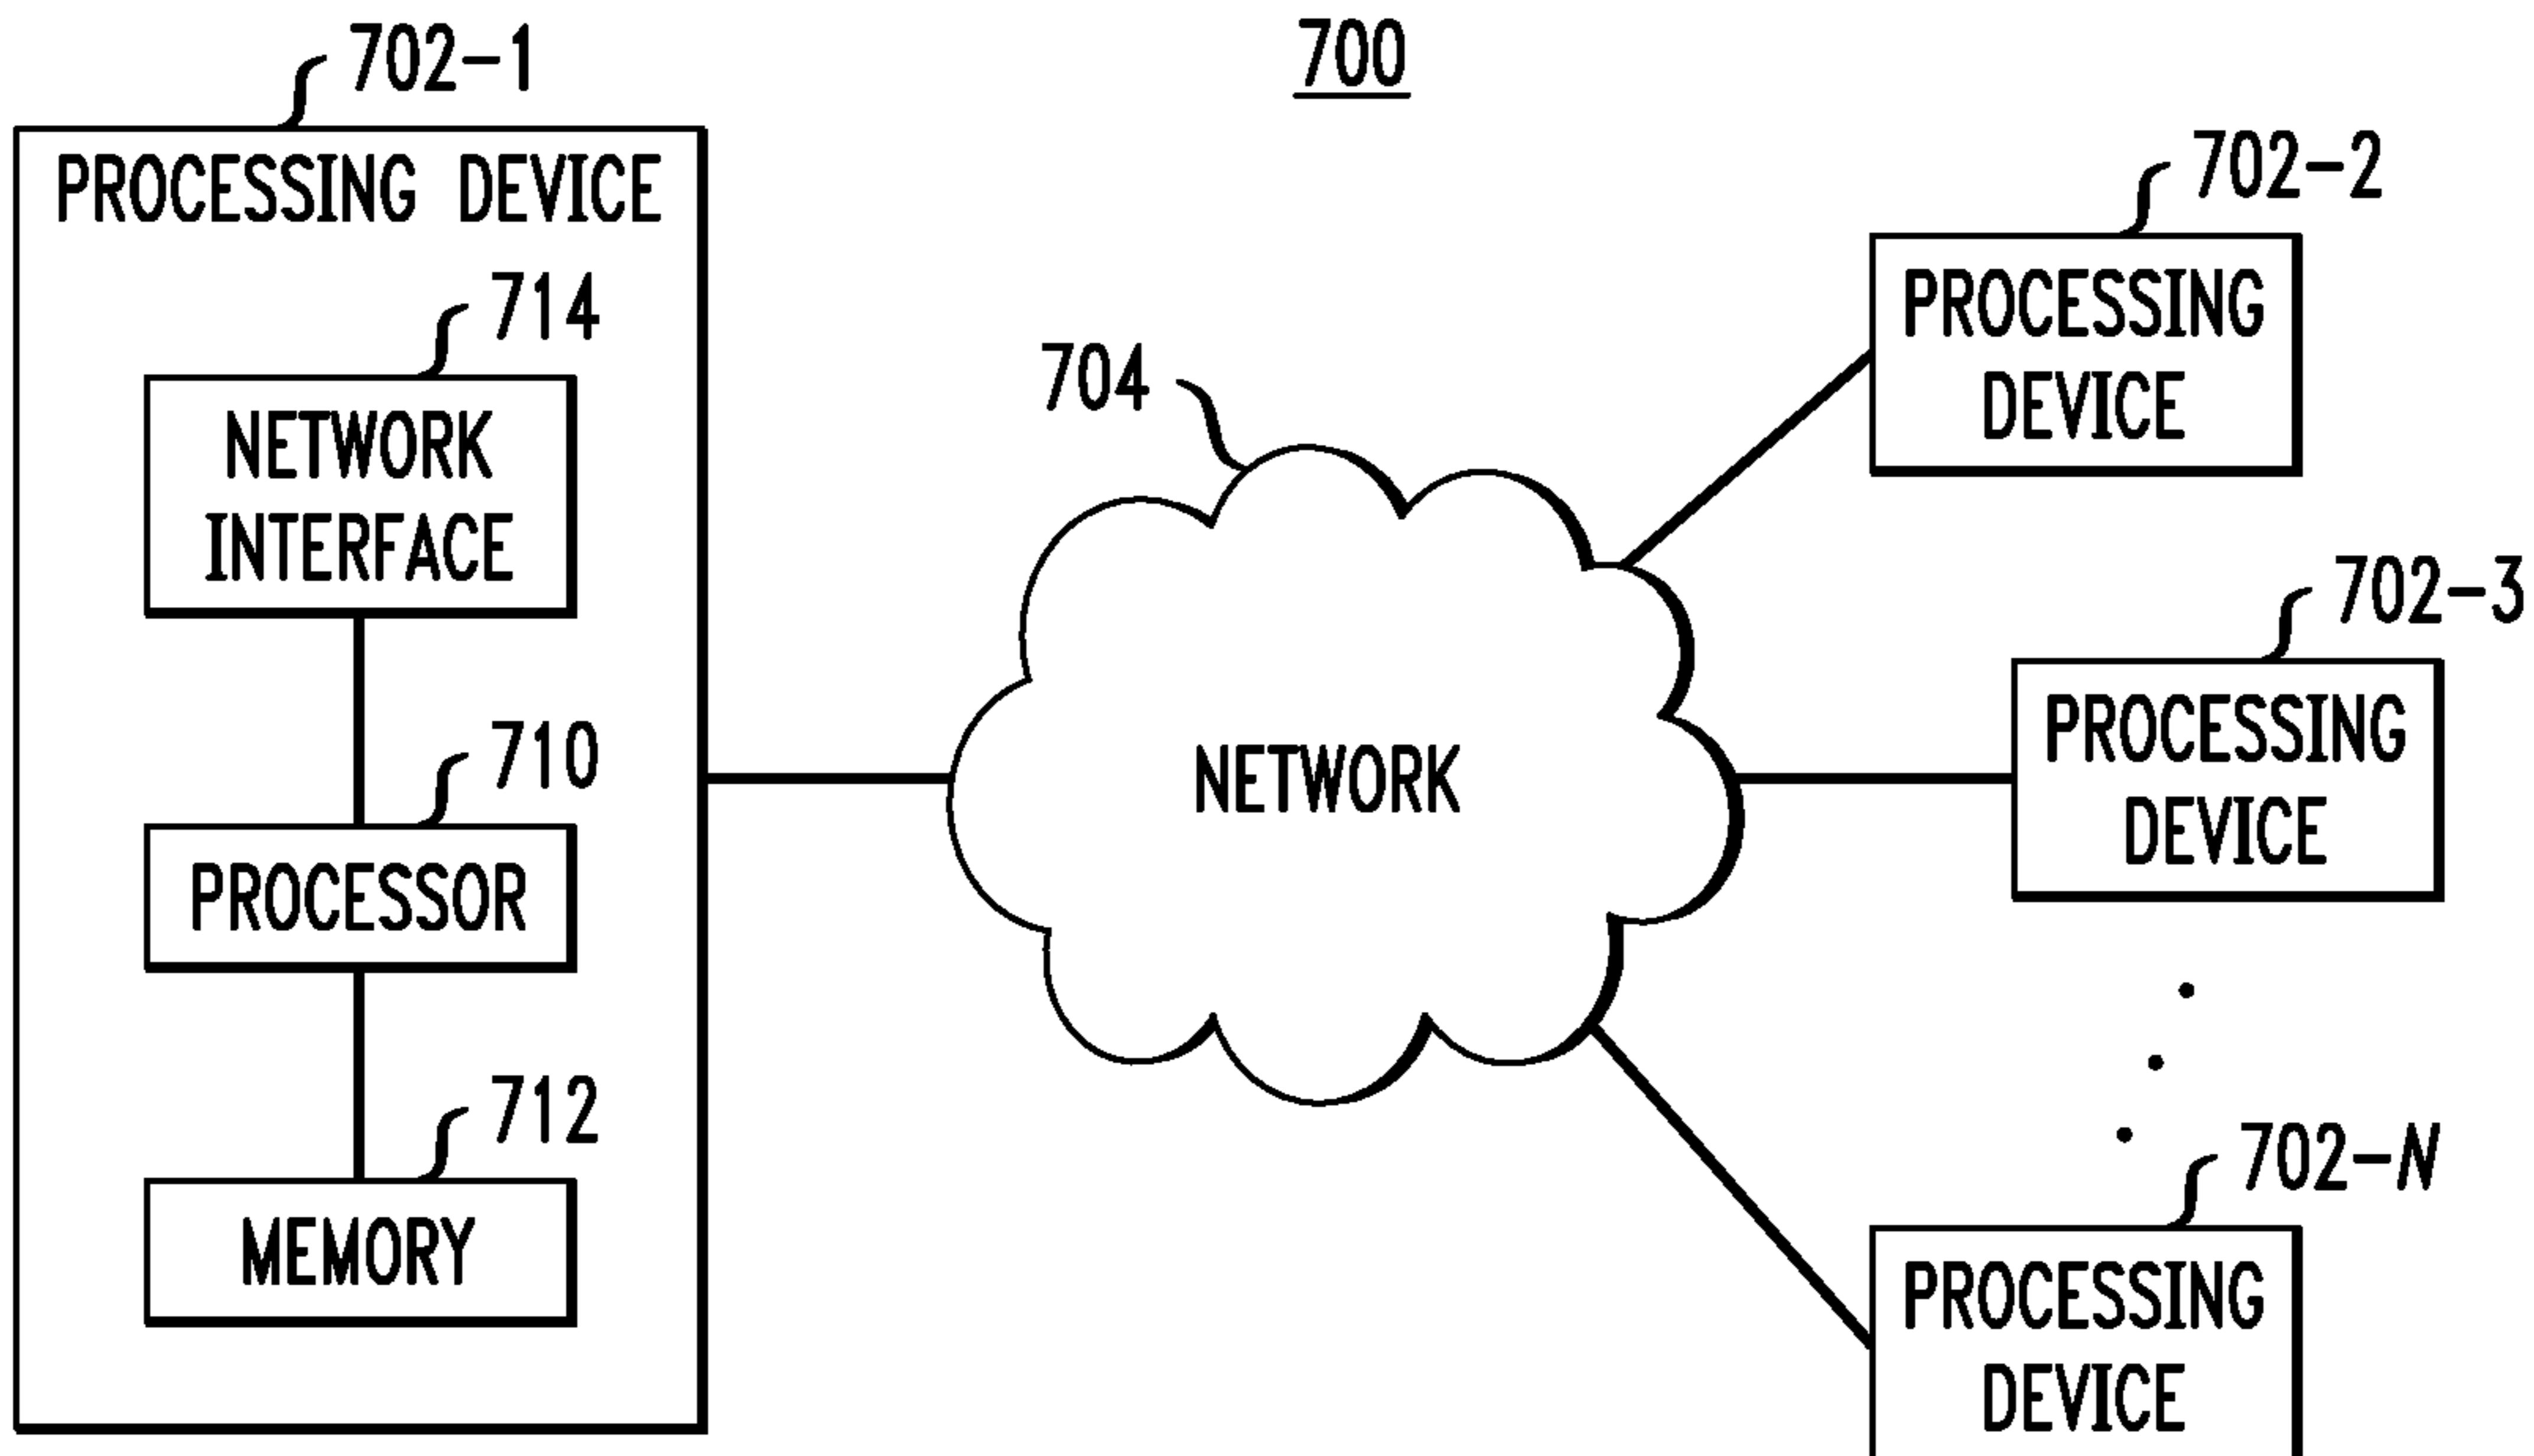 700
702-1
PROCESSING DEVICE
714
NETWORK
INTERFACE
710
PROCESSOR
712
MEMORY
704
NETWORK
702-2
PROCESSING
DEVICE
702-3
PROCESSING
DEVICE
702-N
PROCESSING
DEVICE